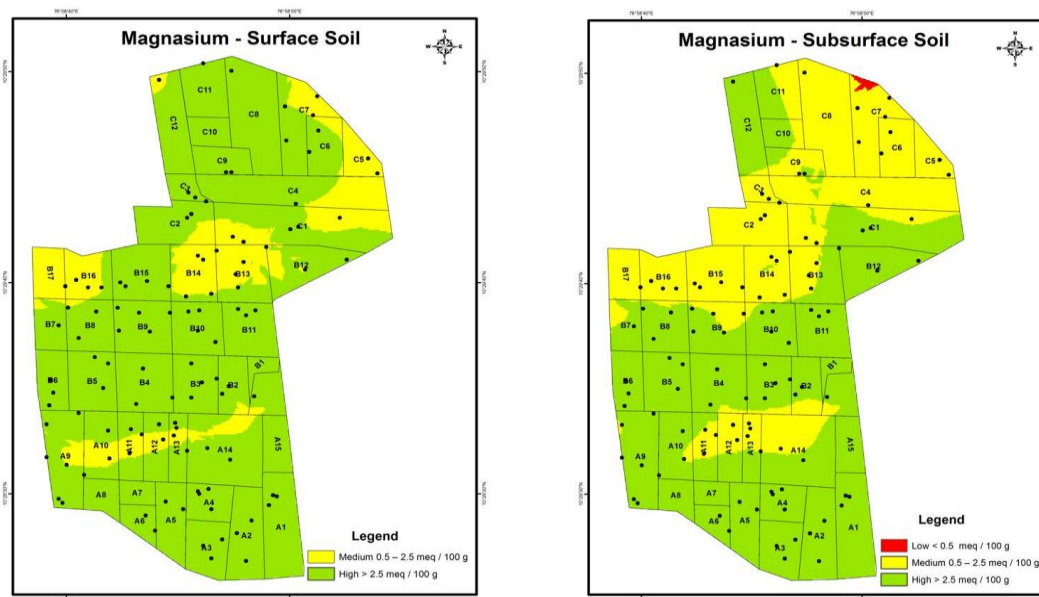 Magnasium - Surface Soil
N
W E
S
C11
C8
C7
C12
C10
C6
C9
C5
C4
C2
C1
B12
B17
B16
B15
B14
B13
B7
B8
B9
B10
B11
B6
B5
B4
B3
B2
B1
A9
A10
A11
A12
A13
A14
A15
A8
A7
A6
A5
A4
A3
A2
A1
Legend
Medium 0.5 – 2.5 meq / 100 g
High > 2.5 meq / 100 g
Magnasium - Subsurface Soil
N
W E
S
C11
C8
C7
C12
C10
C6
C9
C5
C4
C2
C1
B12
B17
B16
B15
B14
B13
B7
B8
B9
B10
B11
B6
B5
B4
B3
B2
B1
A9
A10
A11
A12
A13
A14
A15
A8
A7
A6
A5
A4
A3
A2
A1
Legend
Low < 0.5 meq / 100 g
Medium 0.5 – 2.5 meq / 100 g
High > 2.5 meq / 100 g